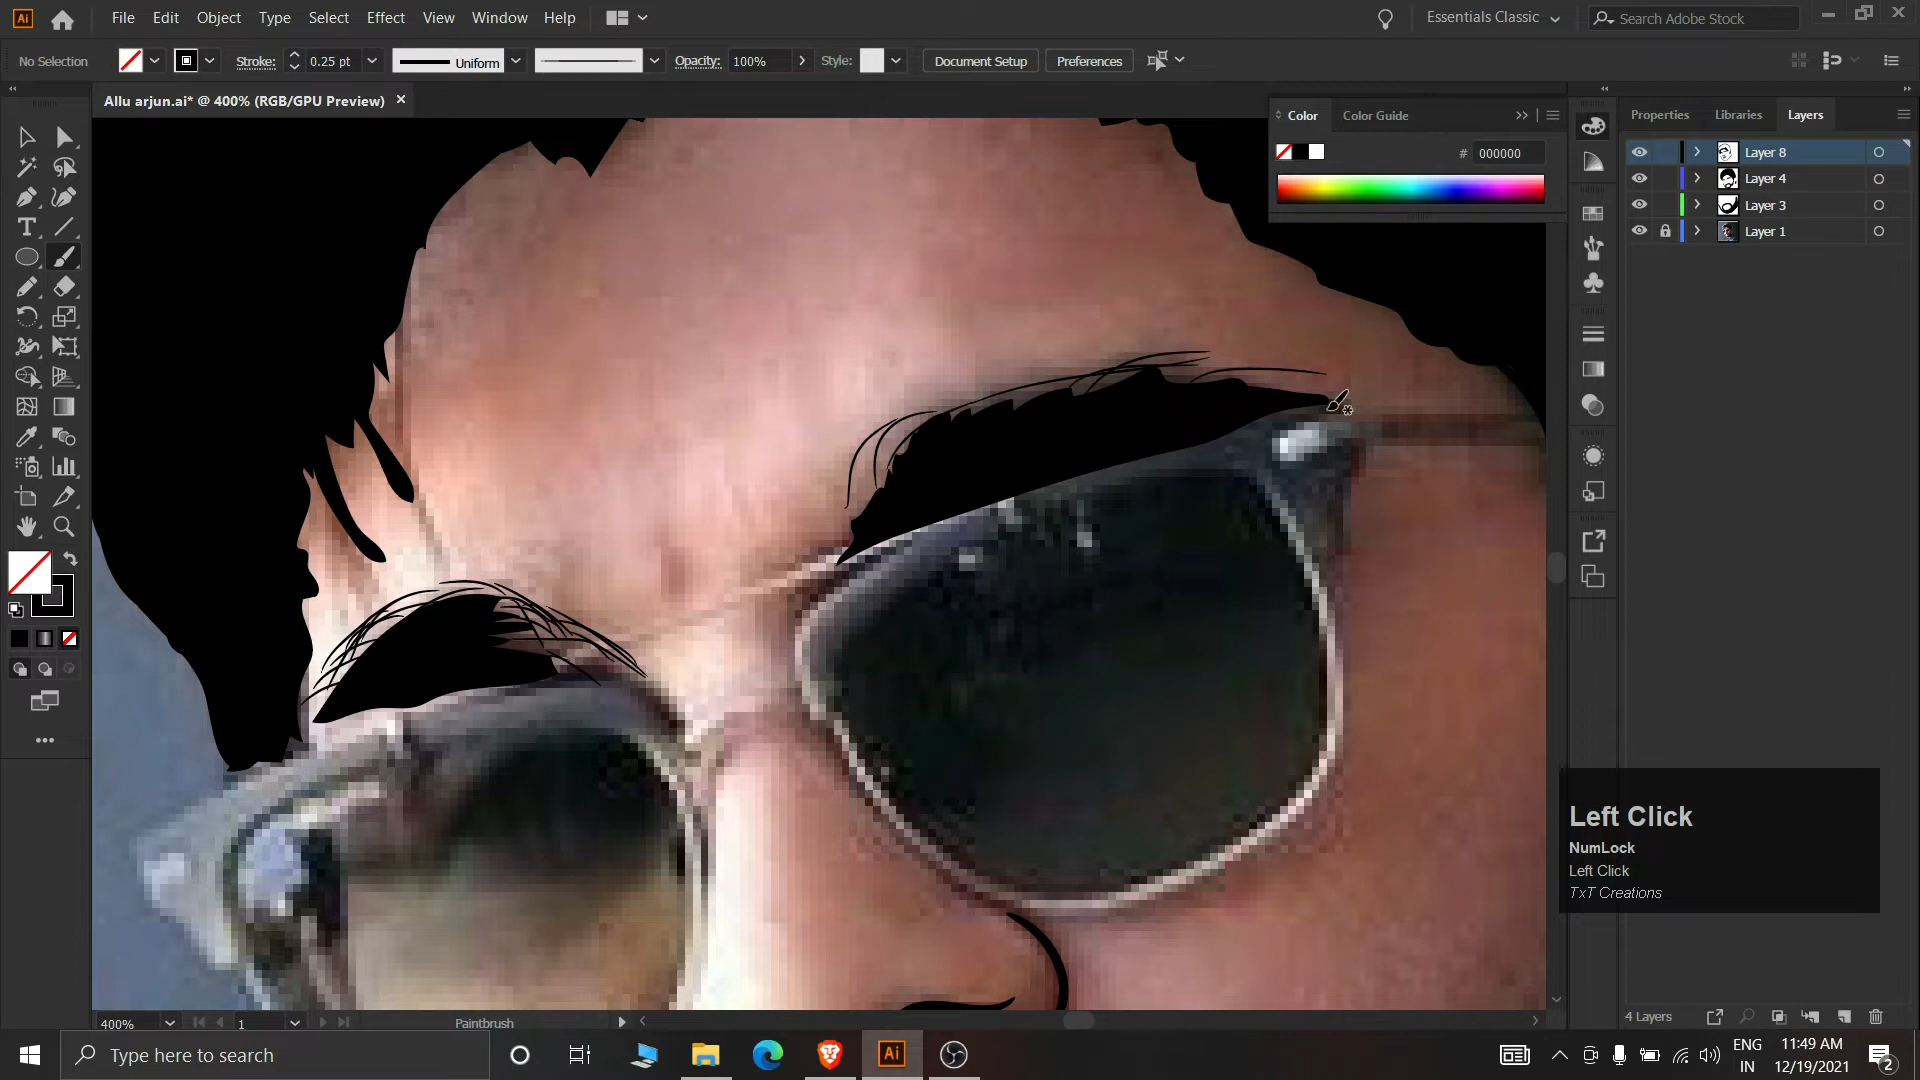 Ai File Edit Object Type Select Effect View Window Help Essentials Classic Search Adobe Stock
No Selection Stroke: 0.25 pt Uniform Opacity: 100% Style: Document Setup Preferences
Allu arjun.ai* @ 400% (RGB/GPU Preview)
Color Color Guide
# 000000
Properties Libraries Layers
Layer 8
Layer 4
Layer 3
Layer 1
Left Click
NumLock
Left Click
TxT Creations
4 Layers
400% 1 Paintbrush
Type here to search
Ai
ENG
IN
11:49 AM
12/19/2021
2